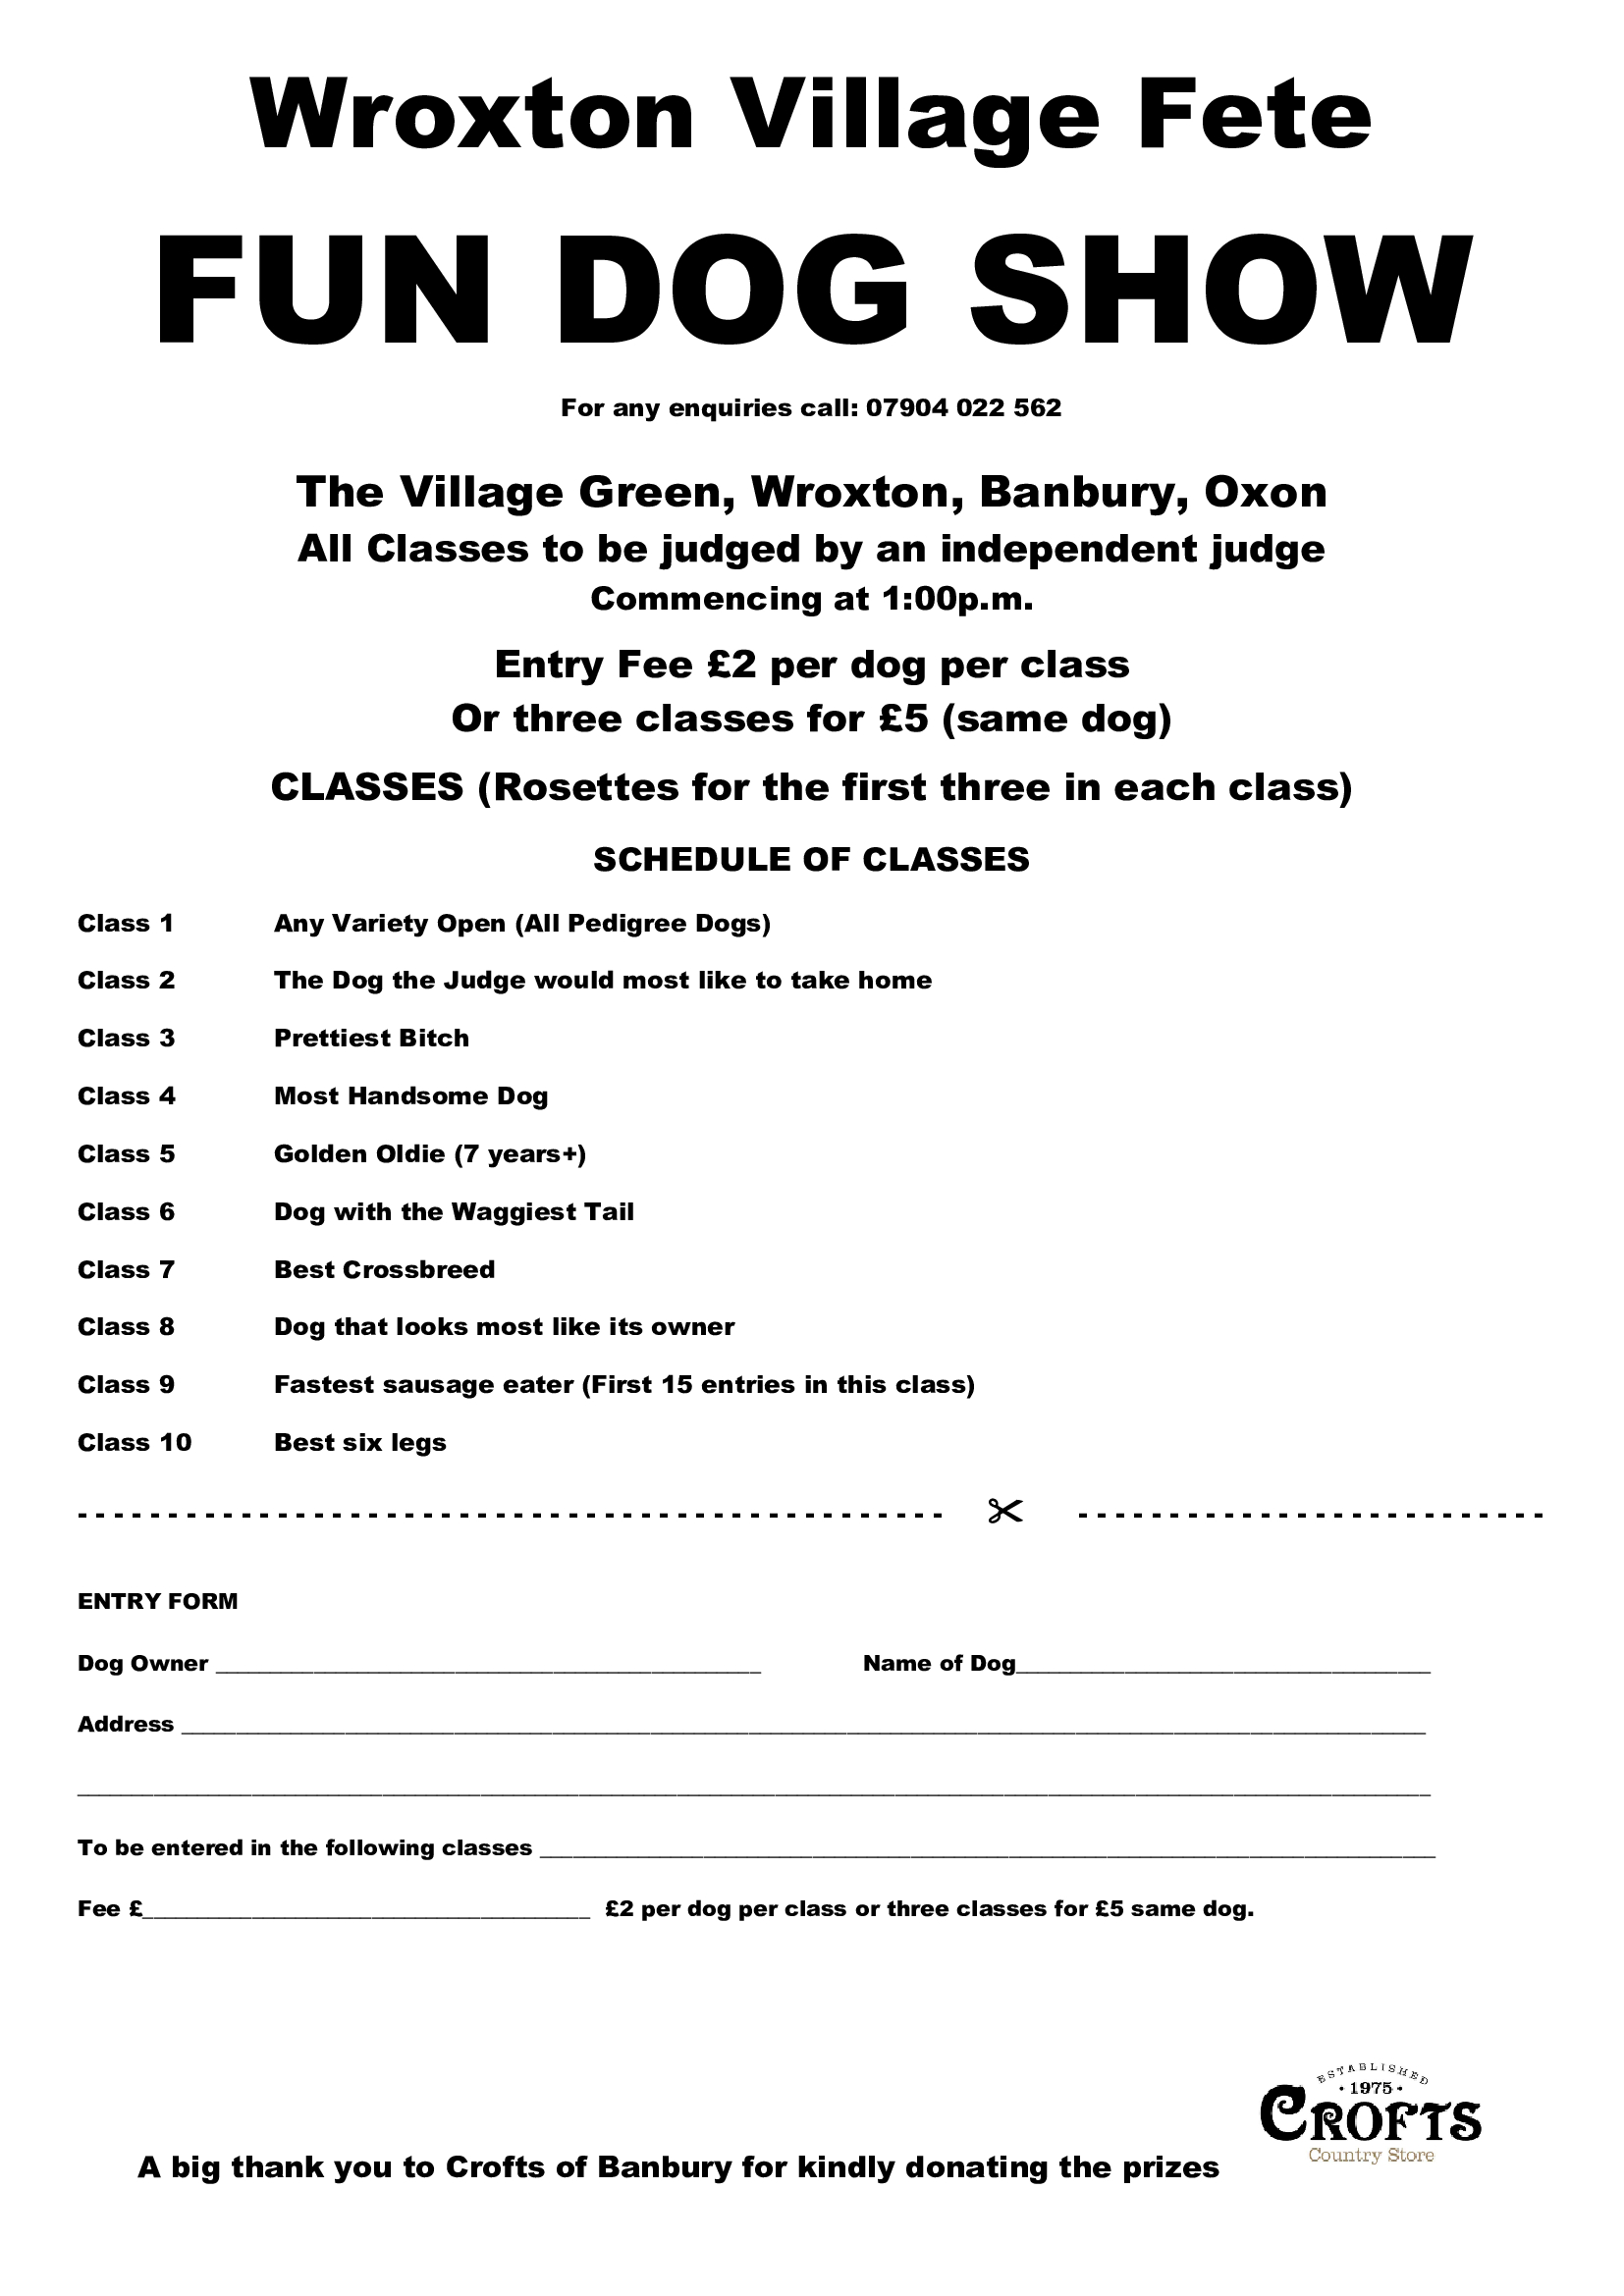 Wroxton Village Fete
FUN DOG SHOW
For any enquiries call: 07904 022 562
The Village Green, Wroxton, Banbury, Oxon
All Classes to be judged by an independent judge
Commencing at 1:00p.m.
Entry Fee £2 per dog per class
Or three classes for £5 (same dog)
CLASSES (Rosettes for the first three in each class)
SCHEDULE OF CLASSES
Class 1 Any Variety Open (All Pedigree Dogs)
Class 2 The Dog the Judge would most like to take home
Class 3 Prettiest Bitch
Class 4 Most Handsome Dog
Class 5 Golden Oldie (7 years+)
Class 6 Dog with the Waggiest Tail
Class 7 Best Crossbreed
Class 8 Dog that looks most like its owner
Class 9 Fastest sausage eater (First 15 entries in this class)
Class 10 Best six legs
ENTRY FORM
Dog Owner ____________ Name of Dog____________
Address ____________
____________
To be entered in the following classes ____________
Fee £____________ £2 per dog per class or three classes for £5 same dog.
ESTABLISHED
• 1975 •
CROFTS
Country Store
A big thank you to Crofts of Banbury for kindly donating the prizes